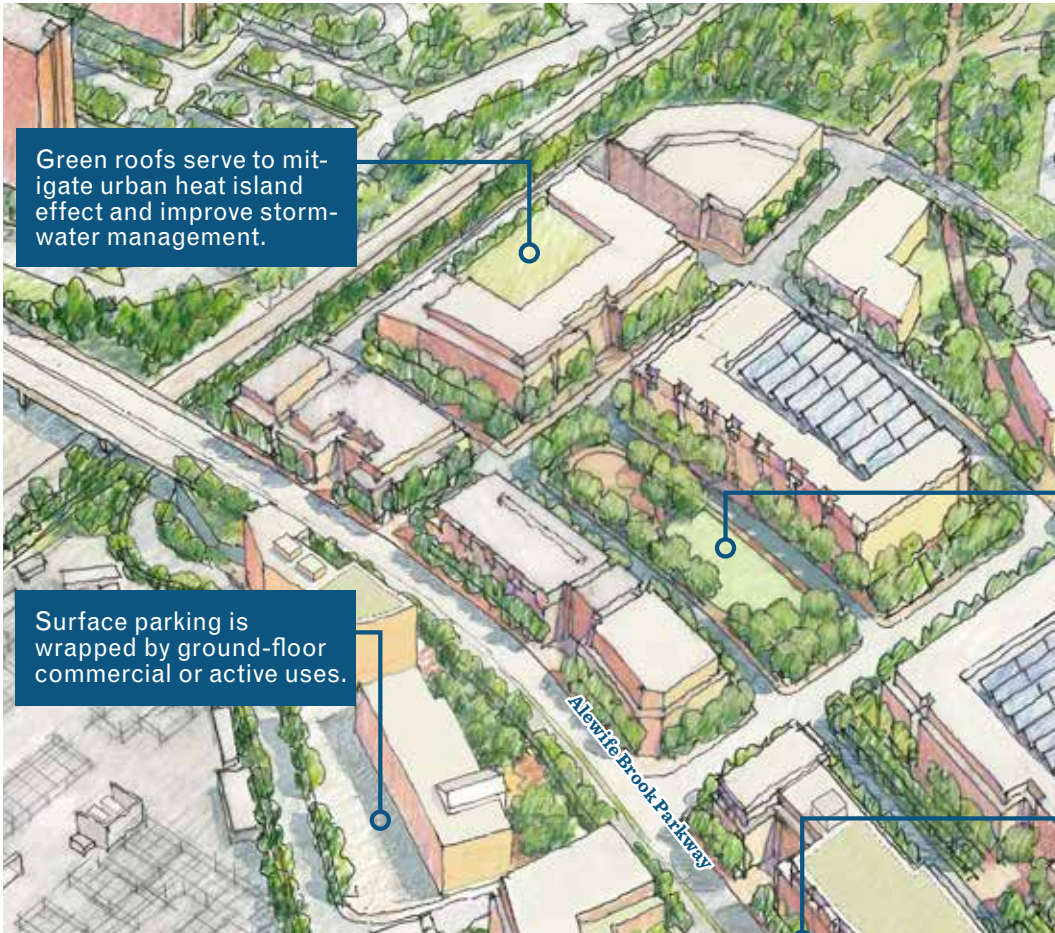 Green roofs serve to mit-
igate urban heat island
effect and improve storm-
water management.
Surface parking is
wrapped by ground-floor
commercial or active uses.
Alewife Brook Parkway